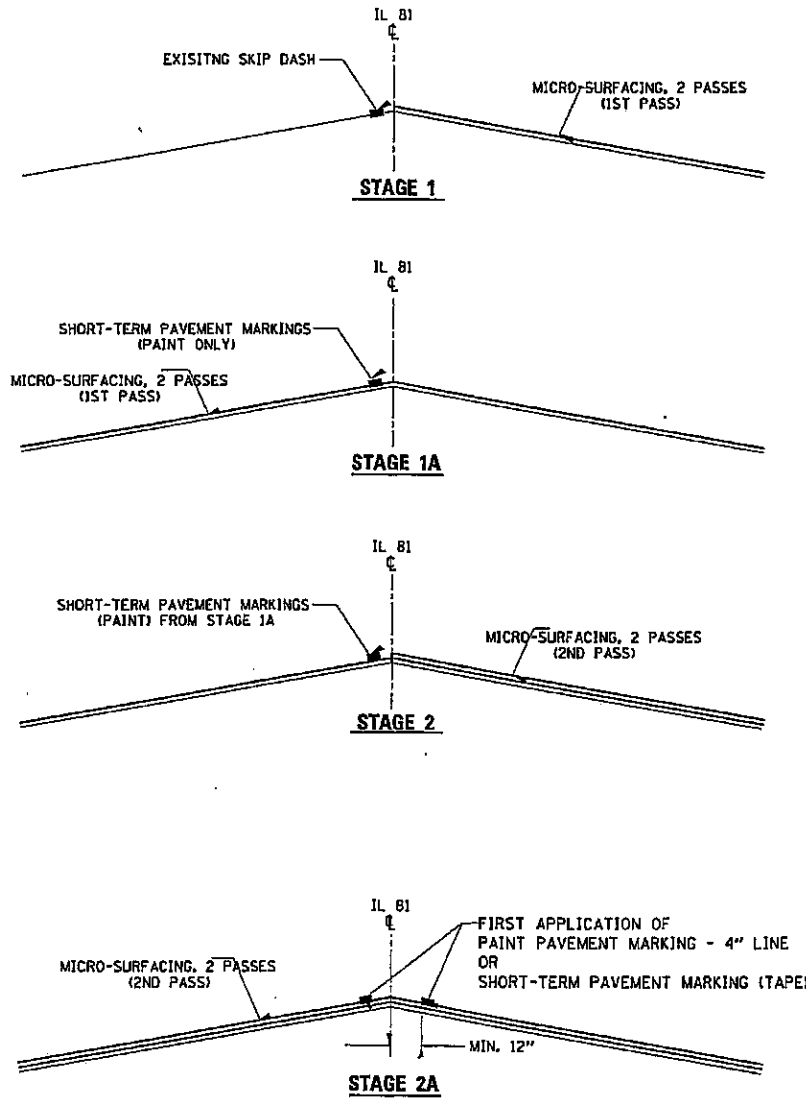 IL 81
℄
EXISITNG SKIP DASH
MICRO-SURFACING, 2 PASSES
(1ST PASS)
STAGE 1
IL 81
℄
SHORT-TERM PAVEMENT MARKINGS
(PAINT ONLY)
MICRO-SURFACING, 2 PASSES
(1ST PASS)
STAGE 1A
IL 81
℄
SHORT-TERM PAVEMENT MARKINGS
(PAINT) FROM STAGE 1A
MICRO-SURFACING, 2 PASSES
(2ND PASS)
STAGE 2
IL 81
℄
FIRST APPLICATION OF
PAINT PAVEMENT MARKING - 4" LINE
OR
SHORT-TERM PAVEMENT MARKING (TAPE)
MICRO-SURFACING, 2 PASSES
(2ND PASS)
MIN. 12"
STAGE 2A